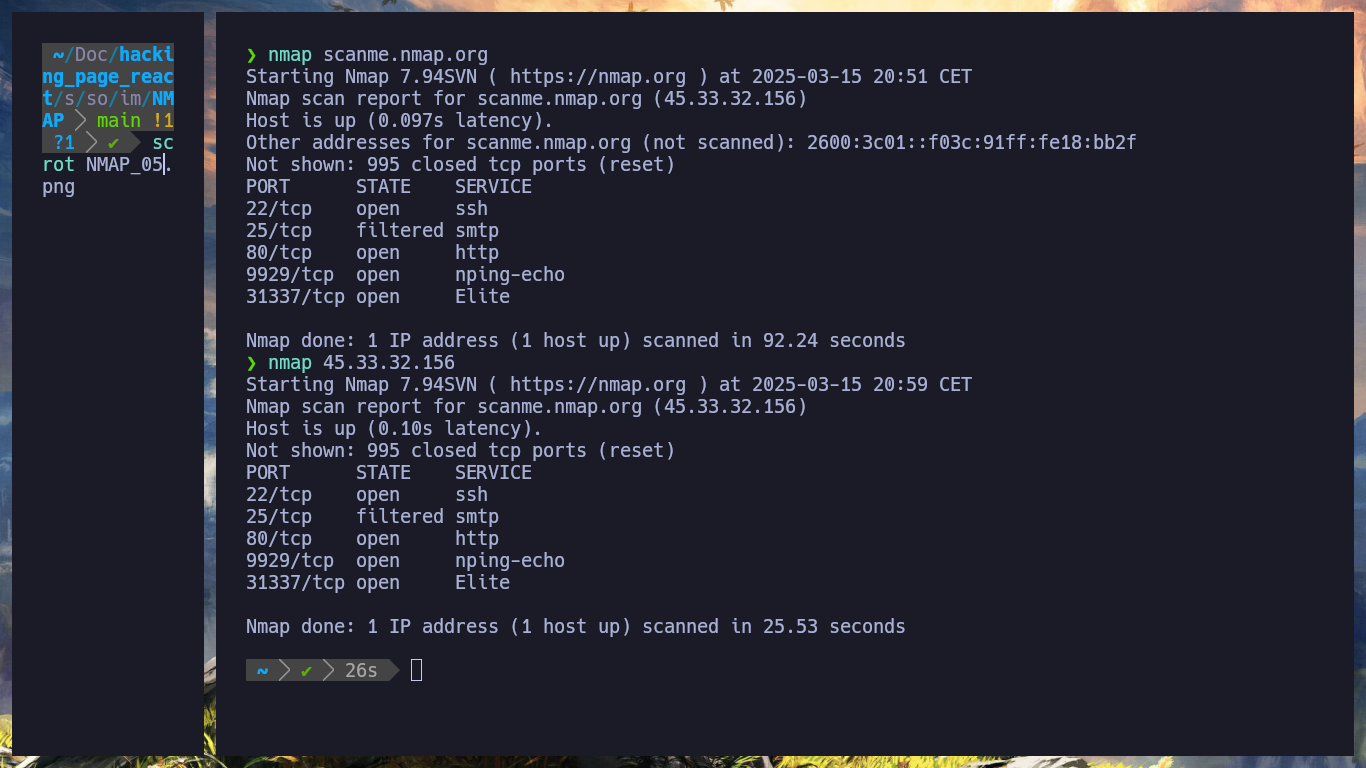 ~/Doc/hacki
ng_page_reac
t/s/so/im/NM
AP main !1
?1 ✔ sc
rot NMAP_05.
png
❯ nmap scanme.nmap.org
Starting Nmap 7.94SVN ( https://nmap.org ) at 2025-03-15 20:51 CET
Nmap scan report for scanme.nmap.org (45.33.32.156)
Host is up (0.097s latency).
Other addresses for scanme.nmap.org (not scanned): 2600:3c01::f03c:91ff:fe18:bb2f
Not shown: 995 closed tcp ports (reset)
PORT      STATE    SERVICE
22/tcp    open     ssh
25/tcp    filtered smtp
80/tcp    open     http
9929/tcp  open     nping-echo
31337/tcp open     Elite
Nmap done: 1 IP address (1 host up) scanned in 92.24 seconds
❯ nmap 45.33.32.156
Starting Nmap 7.94SVN ( https://nmap.org ) at 2025-03-15 20:59 CET
Nmap scan report for scanme.nmap.org (45.33.32.156)
Host is up (0.10s latency).
Not shown: 995 closed tcp ports (reset)
PORT      STATE    SERVICE
22/tcp    open     ssh
25/tcp    filtered smtp
80/tcp    open     http
9929/tcp  open     nping-echo
31337/tcp open     Elite
Nmap done: 1 IP address (1 host up) scanned in 25.53 seconds
~ ✔ 26s